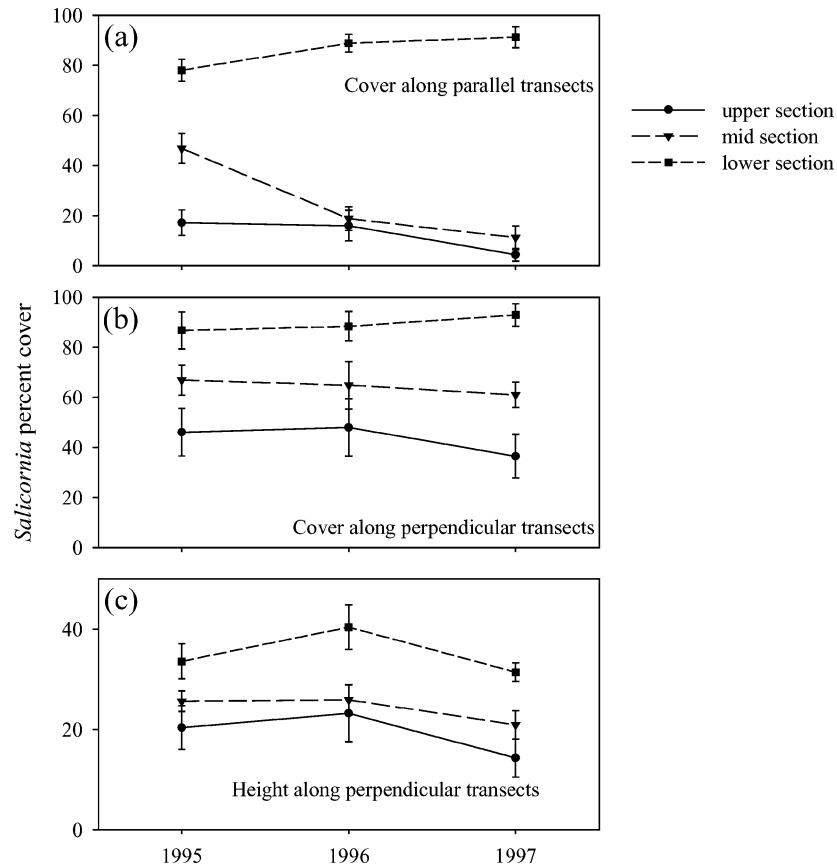 100
(a)
80
Cover along parallel transects
60
40
20
0
upper section
mid section
lower section
100
(b)
80
60
40
20
Cover along perpendicular transects
0
Salicornia percent cover
(c)
40
20
Height along perpendicular transects
0
1995 1996 1997